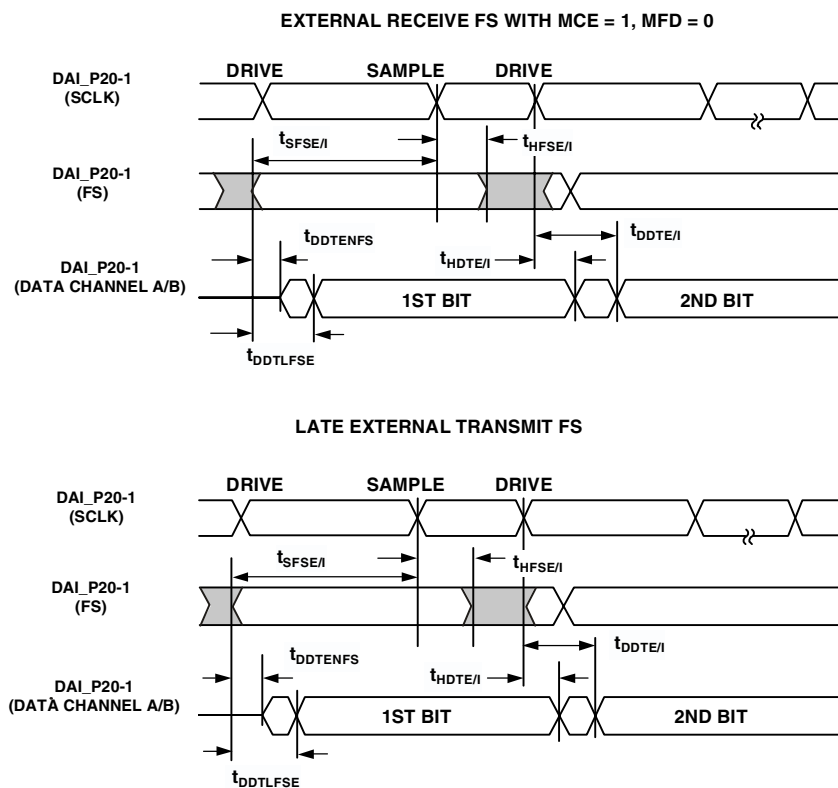 EXTERNAL RECEIVE FS WITH MCE = 1, MFD = 0
DAI_P20-1
(SCLK)
DRIVE SAMPLE DRIVE
tSFSE/I tHFSE/I
DAI_P20-1
(FS)
tDDTENFS tHDTE/I tDDTE/I
DAI_P20-1
(DATA CHANNEL A/B)
1ST BIT 2ND BIT
tDDTLFSE
LATE EXTERNAL TRANSMIT FS
DAI_P20-1
(SCLK)
DRIVE SAMPLE DRIVE
tSFSE/I tHFSE/I
DAI_P20-1
(FS)
tDDTENFS tHDTE/I tDDTE/I
DAI_P20-1
(DATA CHANNEL A/B)
1ST BIT 2ND BIT
tDDTLFSE